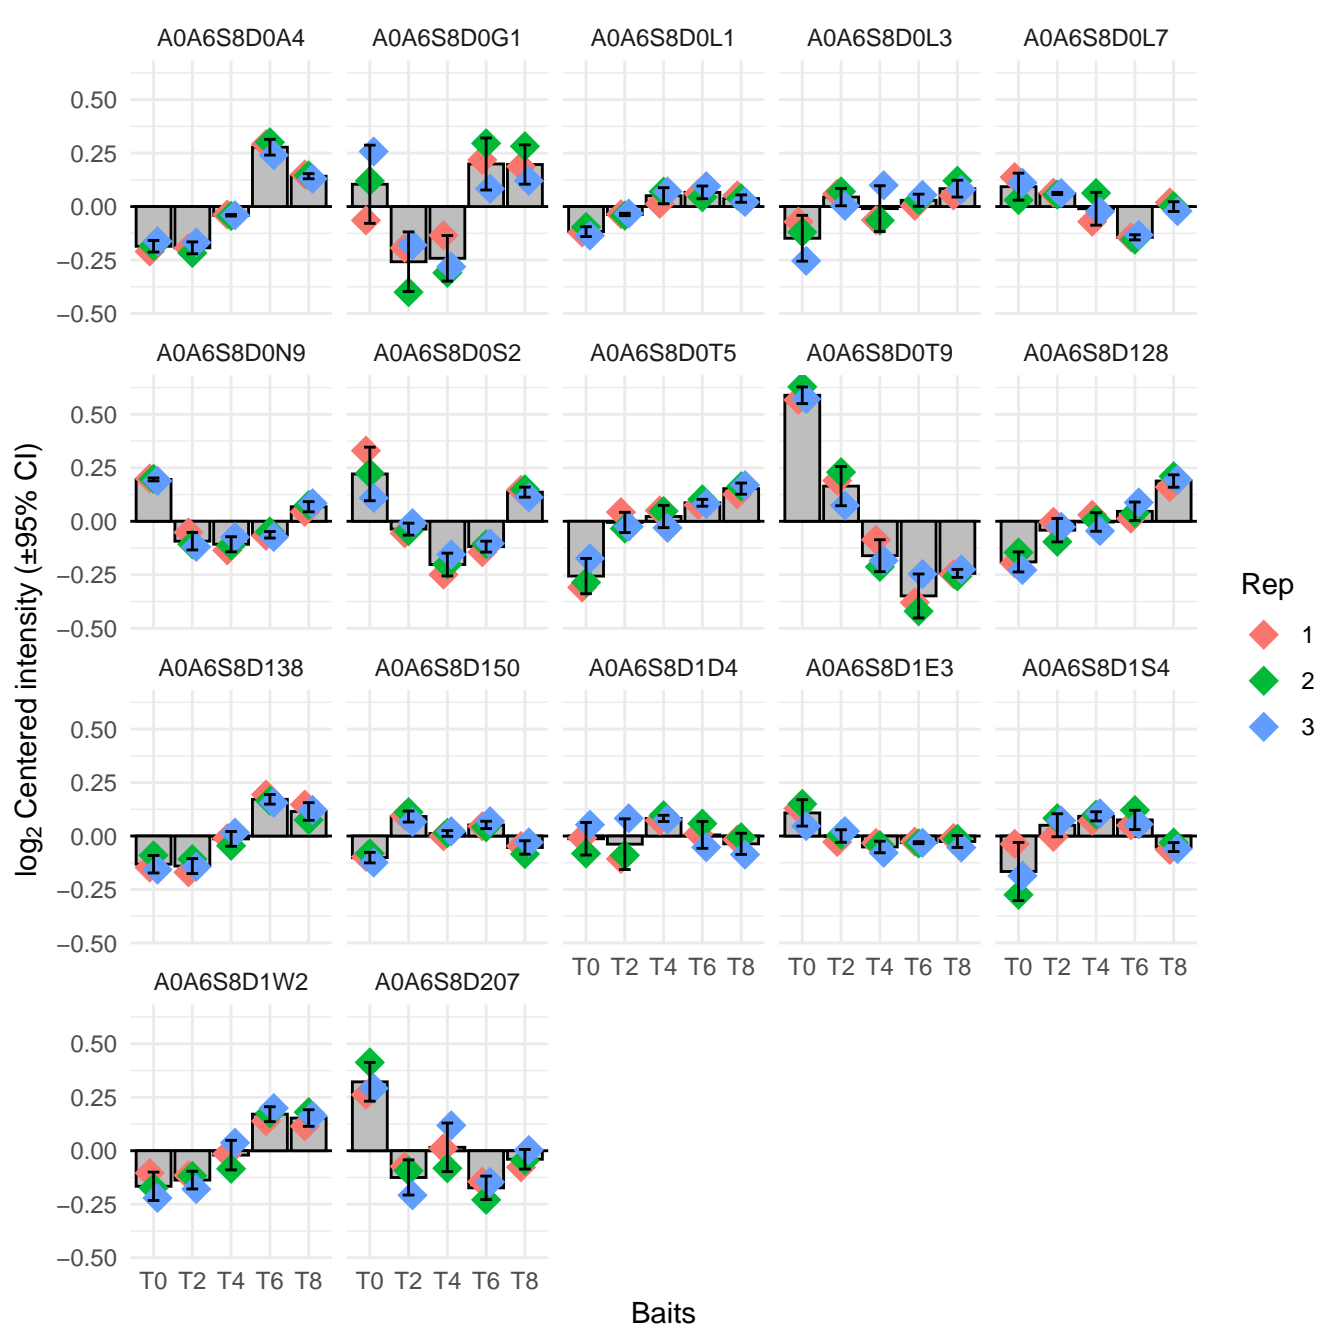 A0A6S8D0A4 A0A6S8D0G1 A0A6S8D0L1 A0A6S8D0L3 A0A6S8D0L7
0.50
0.25
0.00
−0.25
−0.50
A0A6S8D0N9 A0A6S8D0S2 A0A6S8D0T5 A0A6S8D0T9 A0A6S8D128
0.50
0.25
0.00
−0.25
−0.50
A0A6S8D138 A0A6S8D150 A0A6S8D1D4 A0A6S8D1E3 A0A6S8D1S4
0.50
0.25
0.00
−0.25
−0.50
T0 T2 T4 T6 T8 T0 T2 T4 T6 T8 T0 T2 T4 T6 T8
A0A6S8D1W2 A0A6S8D207
0.50
0.25
0.00
−0.25
−0.50
T0 T2 T4 T6 T8 T0 T2 T4 T6 T8
Baits
log2 Centered intensity (±95% CI)
Rep
1
2
3